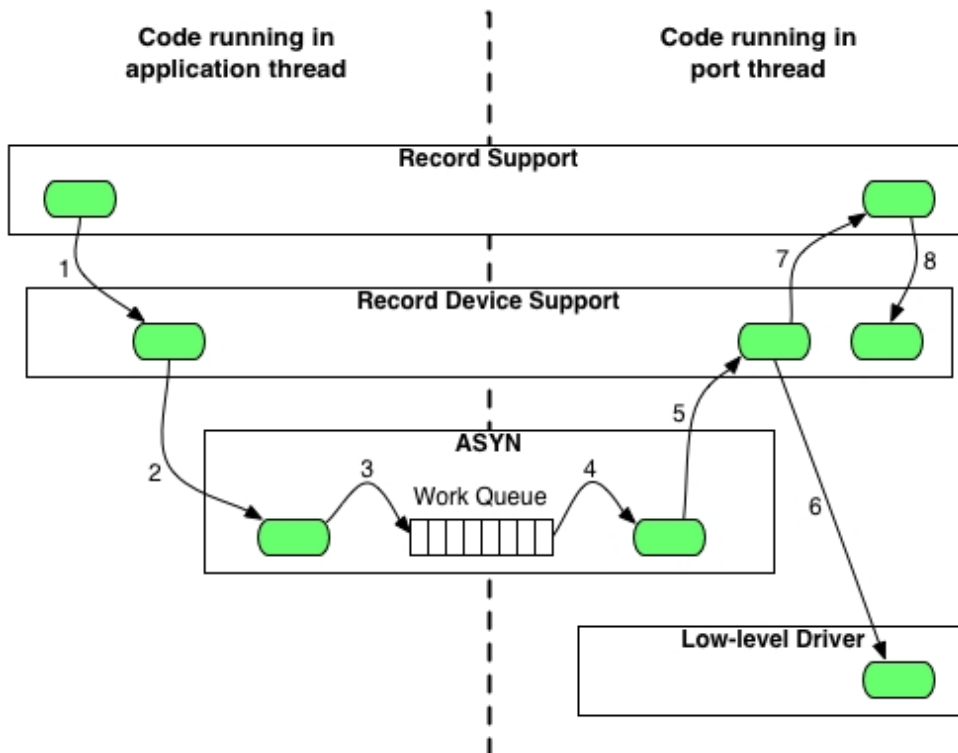 Code running in
application thread
Code running in
port thread
Record Support
1
7
8
Record Device Support
2
5
ASYN
3
4
Work Queue
6
Low-level Driver